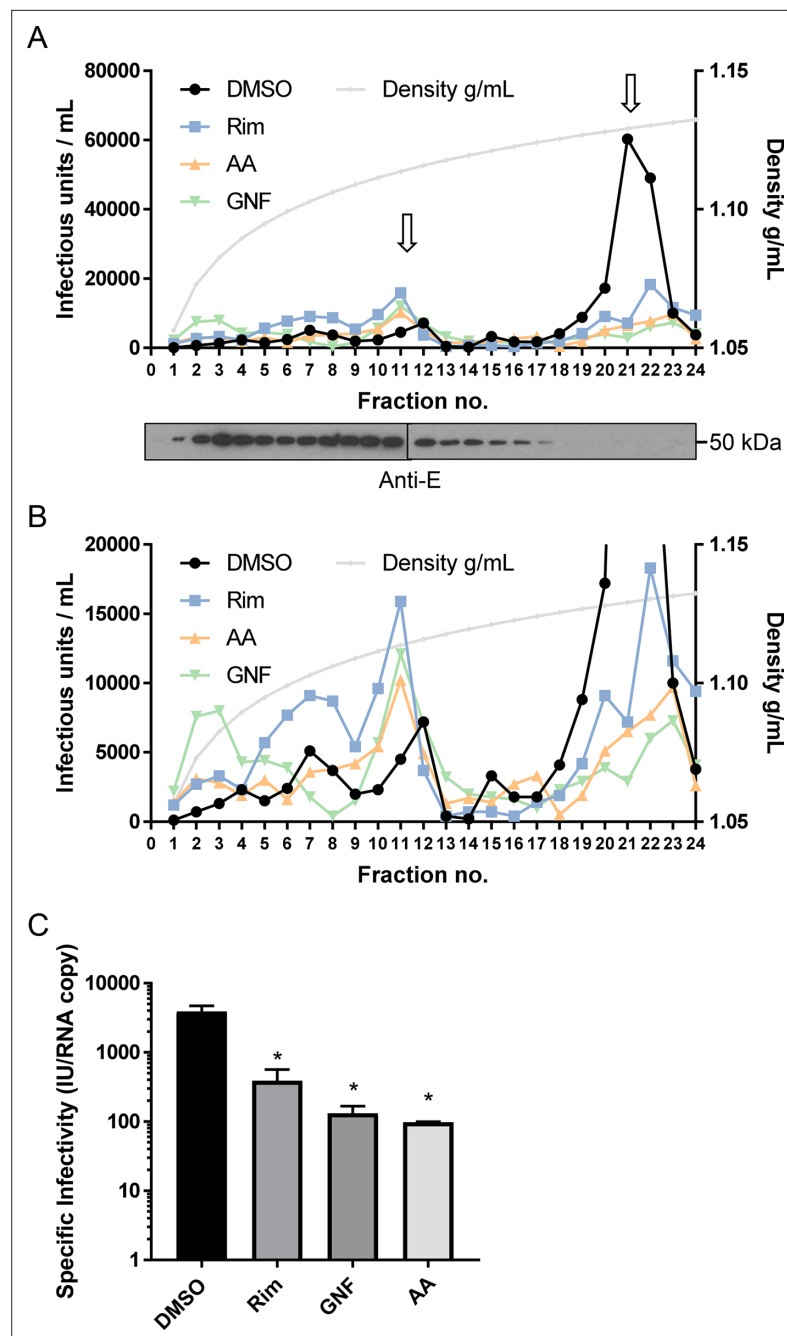 A
80000
60000
40000
20000
0
Infectious units / mL
DMSO
Rim
AA
GNF
Density g/mL
1.15
1.10
1.05
Density g/mL
0 1 2 3 4 5 6 7 8 9 10 11 12 13 14 15 16 17 18 19 20 21 22 23 24
Fraction no.
50 kDa
Anti-E
B
20000
15000
10000
5000
0
Infectious units / mL
DMSO
Rim
AA
GNF
Density g/mL
1.15
1.10
1.05
Density g/mL
0 1 2 3 4 5 6 7 8 9 10 11 12 13 14 15 16 17 18 19 20 21 22 23 24
Fraction no.
C
Specific Infectivity (IU/RNA copy)
10000
1000
100
10
1
* * *
DMSO
Rim
GNF
AA